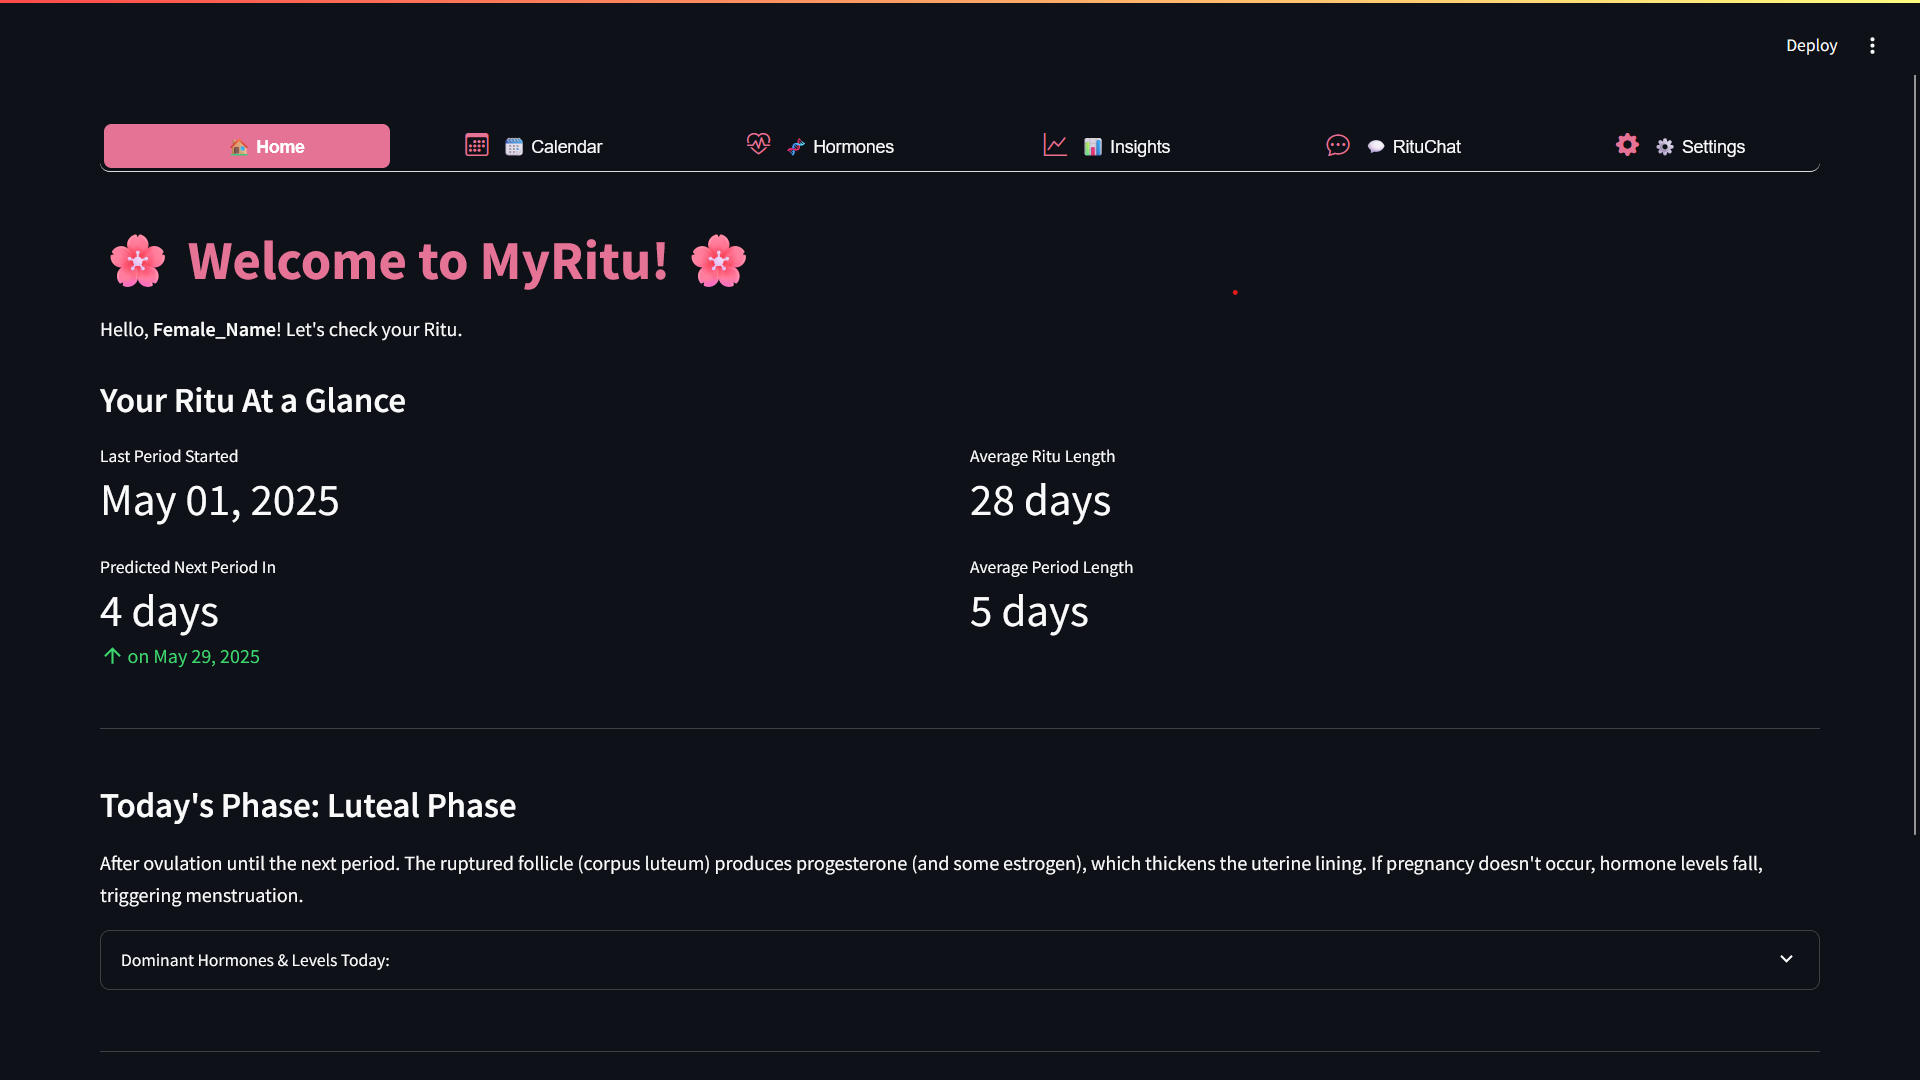 Deploy
Home
Calendar
Hormones
Insights
RituChat
Settings
Welcome to MyRitu!
Hello, Female_Name! Let's check your Ritu.
Your Ritu At a Glance
Last Period Started
May 01, 2025
Average Ritu Length
28 days
Predicted Next Period In
4 days
on May 29, 2025
Average Period Length
5 days
Today's Phase: Luteal Phase
After ovulation until the next period. The ruptured follicle (corpus luteum) produces progesterone (and some estrogen), which thickens the uterine lining. If pregnancy doesn't occur, hormone levels fall,
triggering menstruation.
Dominant Hormones & Levels Today: